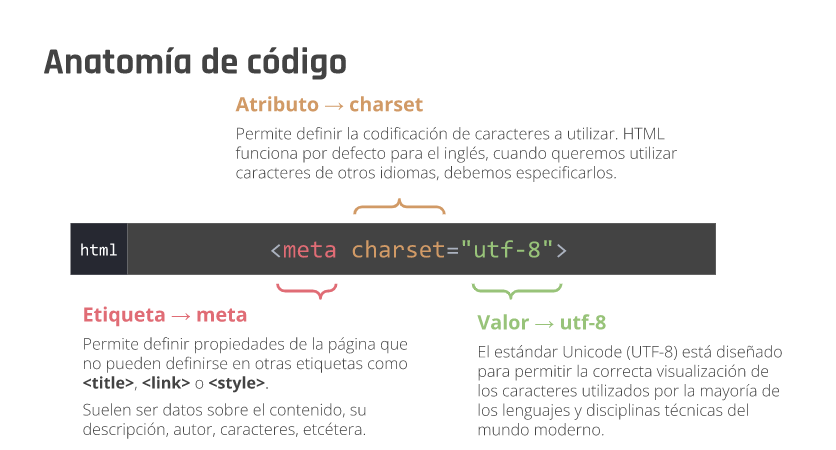 Anatomía de código
Atributo → charset
Permite definir la codificación de caracteres a utilizar. HTML
funciona por defecto para el inglés, cuando queremos utilizar
caracteres de otros idiomas, debemos especificarlos.
html
<meta charset="utf-8">
Etiqueta → meta
Permite definir propiedades de la página que
no pueden definirse en otras etiquetas como
<title>, <link> o <style>.
Suelen ser datos sobre el contenido, su
descripción, autor, caracteres, etcétera.
Valor → utf-8
El estándar Unicode (UTF-8) está diseñado
para permitir la correcta visualización de
los caracteres utilizados por la mayoría de
los lenguajes y disciplinas técnicas del
mundo moderno.